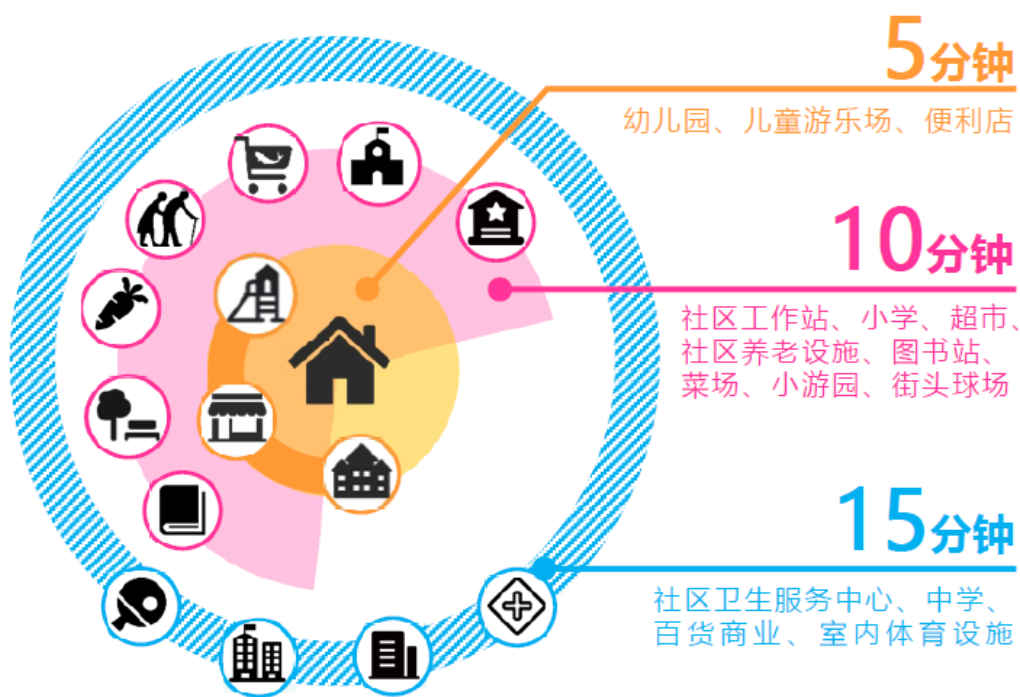 5分钟
幼儿园、儿童游乐场、便利店
10分钟
社区工作站、小学、超市、
社区养老设施、图书站、
菜场、小游园、街头球场
15分钟
社区卫生服务中心、中学、
百货商业、室内体育设施